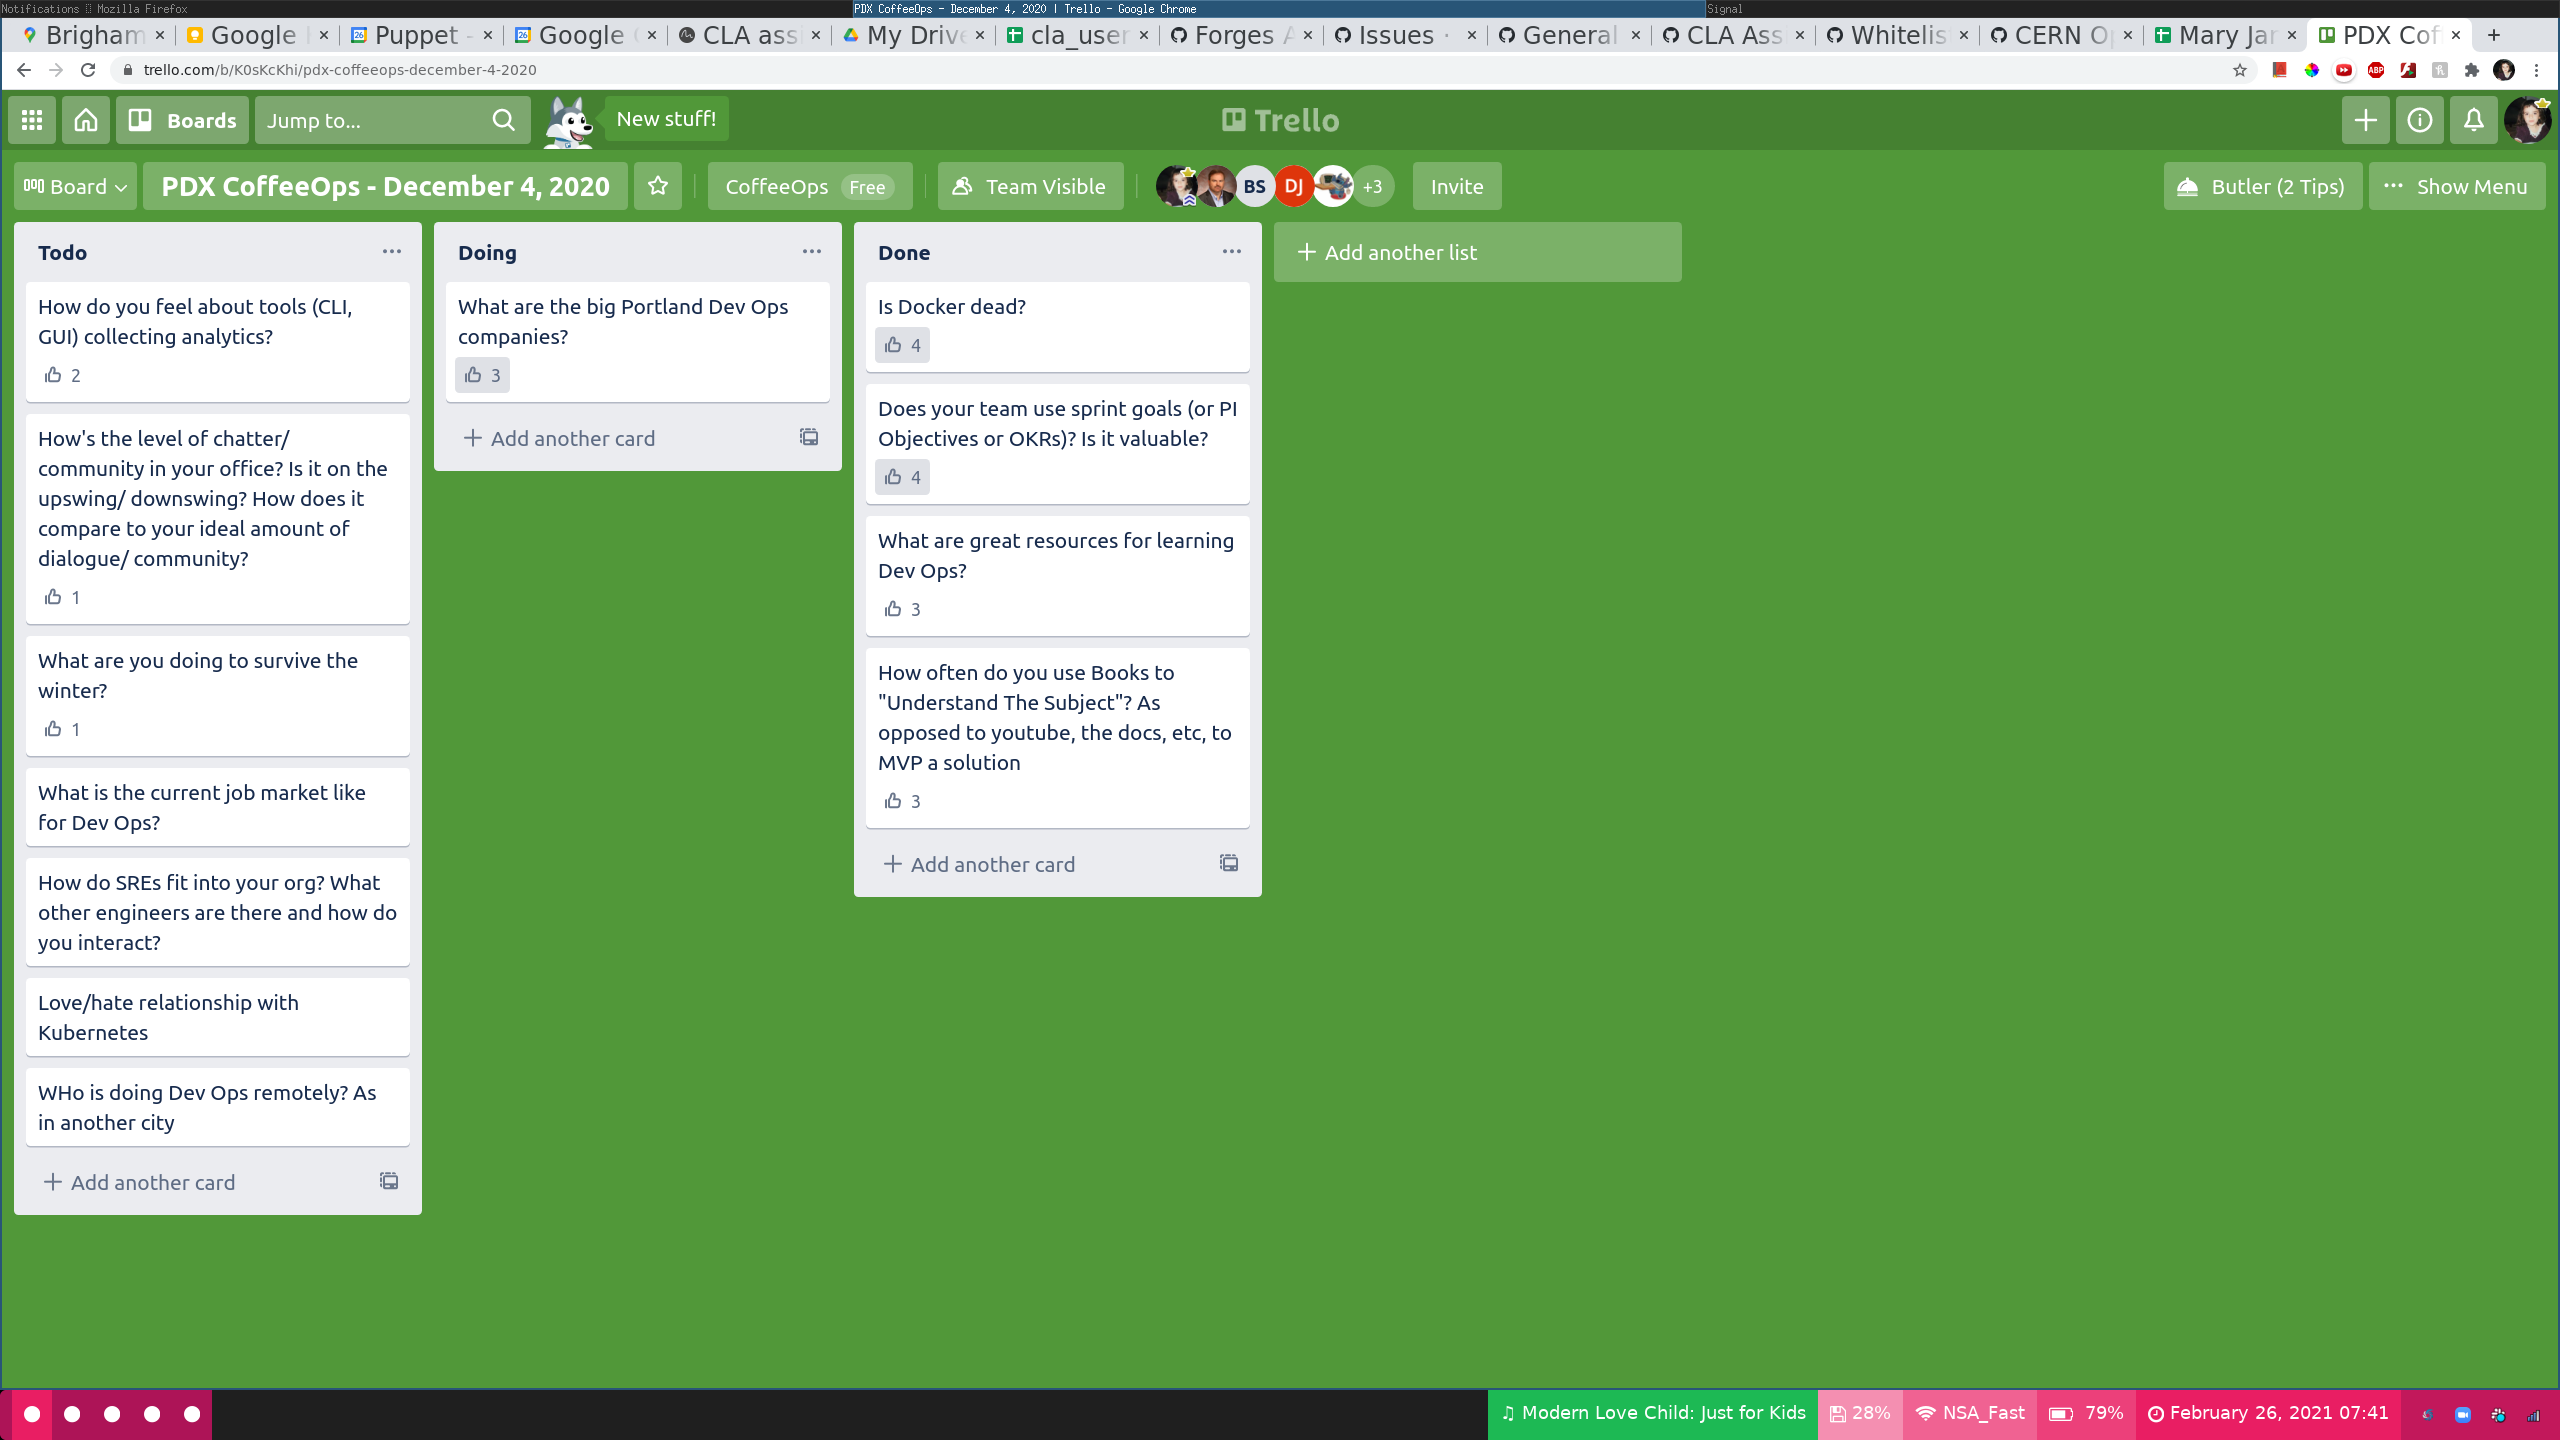 Notifications Mozilla Firefox
PDX CoffeeOps - December 4, 2020 | Trello - Google Chrome
Signal
Brigham
Google
Puppet -
Google
CLA ass
My Drive
cla_user
Forges A
Issues ·
General
CLA Ass
Whitelis
CERN O
Mary Jan
PDX Cof
trello.com/b/K0sKcKhi/pdx-coffeeops-december-4-2020
ABP
Boards
Jump to...
New stuff!
Trello
Board
PDX CoffeeOps - December 4, 2020
CoffeeOps Free
Team Visible
BS
DJ
+3
Invite
Butler (2 Tips)
Show Menu
Todo
How do you feel about tools (CLI,
GUI) collecting analytics?
2
How's the level of chatter/
community in your office? Is it on the
upswing/ downswing? How does it
compare to your ideal amount of
dialogue/ community?
1
What are you doing to survive the
winter?
1
What is the current job market like
for Dev Ops?
How do SREs fit into your org? What
other engineers are there and how do
you interact?
Love/hate relationship with
Kubernetes
WHo is doing Dev Ops remotely? As
in another city
Add another card
Doing
What are the big Portland Dev Ops
companies?
3
Add another card
Done
Is Docker dead?
4
Does your team use sprint goals (or PI
Objectives or OKRs)? Is it valuable?
4
What are great resources for learning
Dev Ops?
3
How often do you use Books to
"Understand The Subject"? As
opposed to youtube, the docs, etc, to
MVP a solution
3
Add another card
Add another list
♫ Modern Love Child: Just for Kids
28%
NSA_Fast
79%
February 26, 2021 07:41